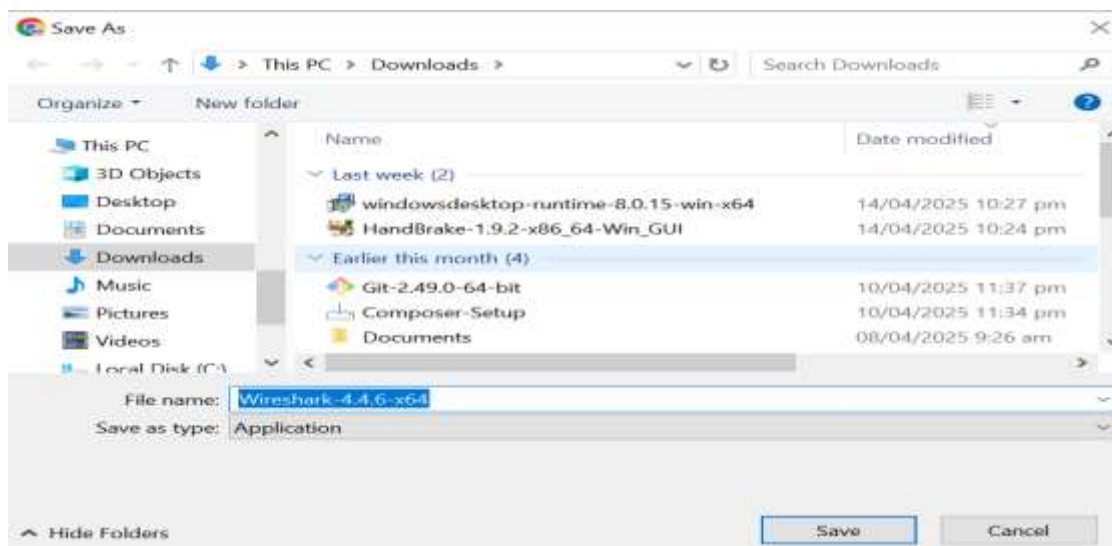 Save As
This PC > Downloads >
Search Downloads
Organize
New folder
Name
Date modified
This PC
3D Objects
Desktop
Documents
Downloads
Music
Pictures
Videos
Local Disk (C:)
Last week (2)
windowsdesktop-runtime-8.0.15-win-x64 14/04/2025 10:27 pm
HandBrake-1.9.2-x86_64-Win_GUI 14/04/2025 10:24 pm
Earlier this month (4)
Git-2.49.0-64-bit 10/04/2025 11:37 pm
Composer-Setup 10/04/2025 11:34 pm
Documents 08/04/2025 9:26 am
File name: Wireshark-4.4.6-x64
Save as type: Application
Hide Folders
Save
Cancel